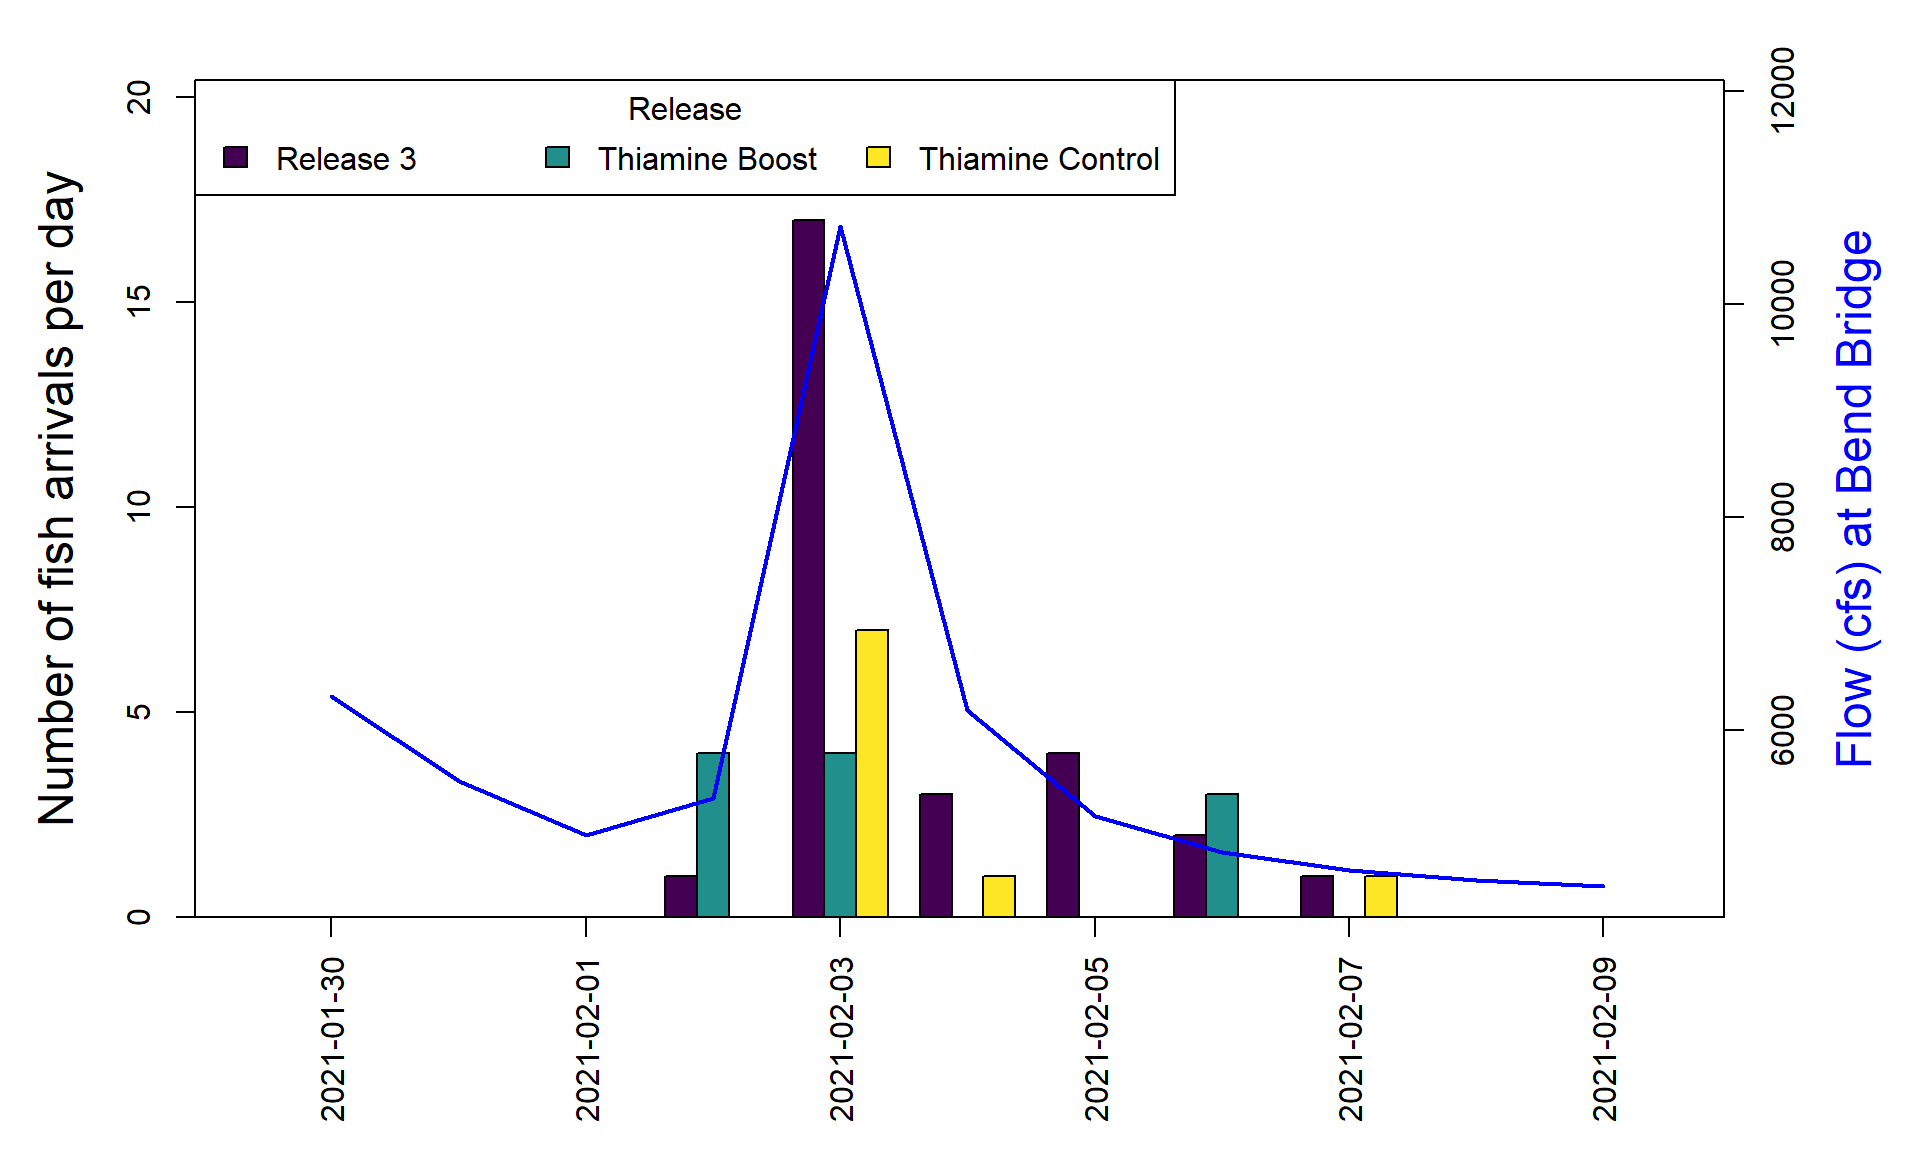 Release
Release 3 Thiamine Boost Thiamine Control
Number of fish arrivals per day
20
15
10
5
0
12000
10000
8000
6000
Flow (cfs) at Bend Bridge
2021-01-30 2021-02-01 2021-02-03 2021-02-05 2021-02-07 2021-02-09